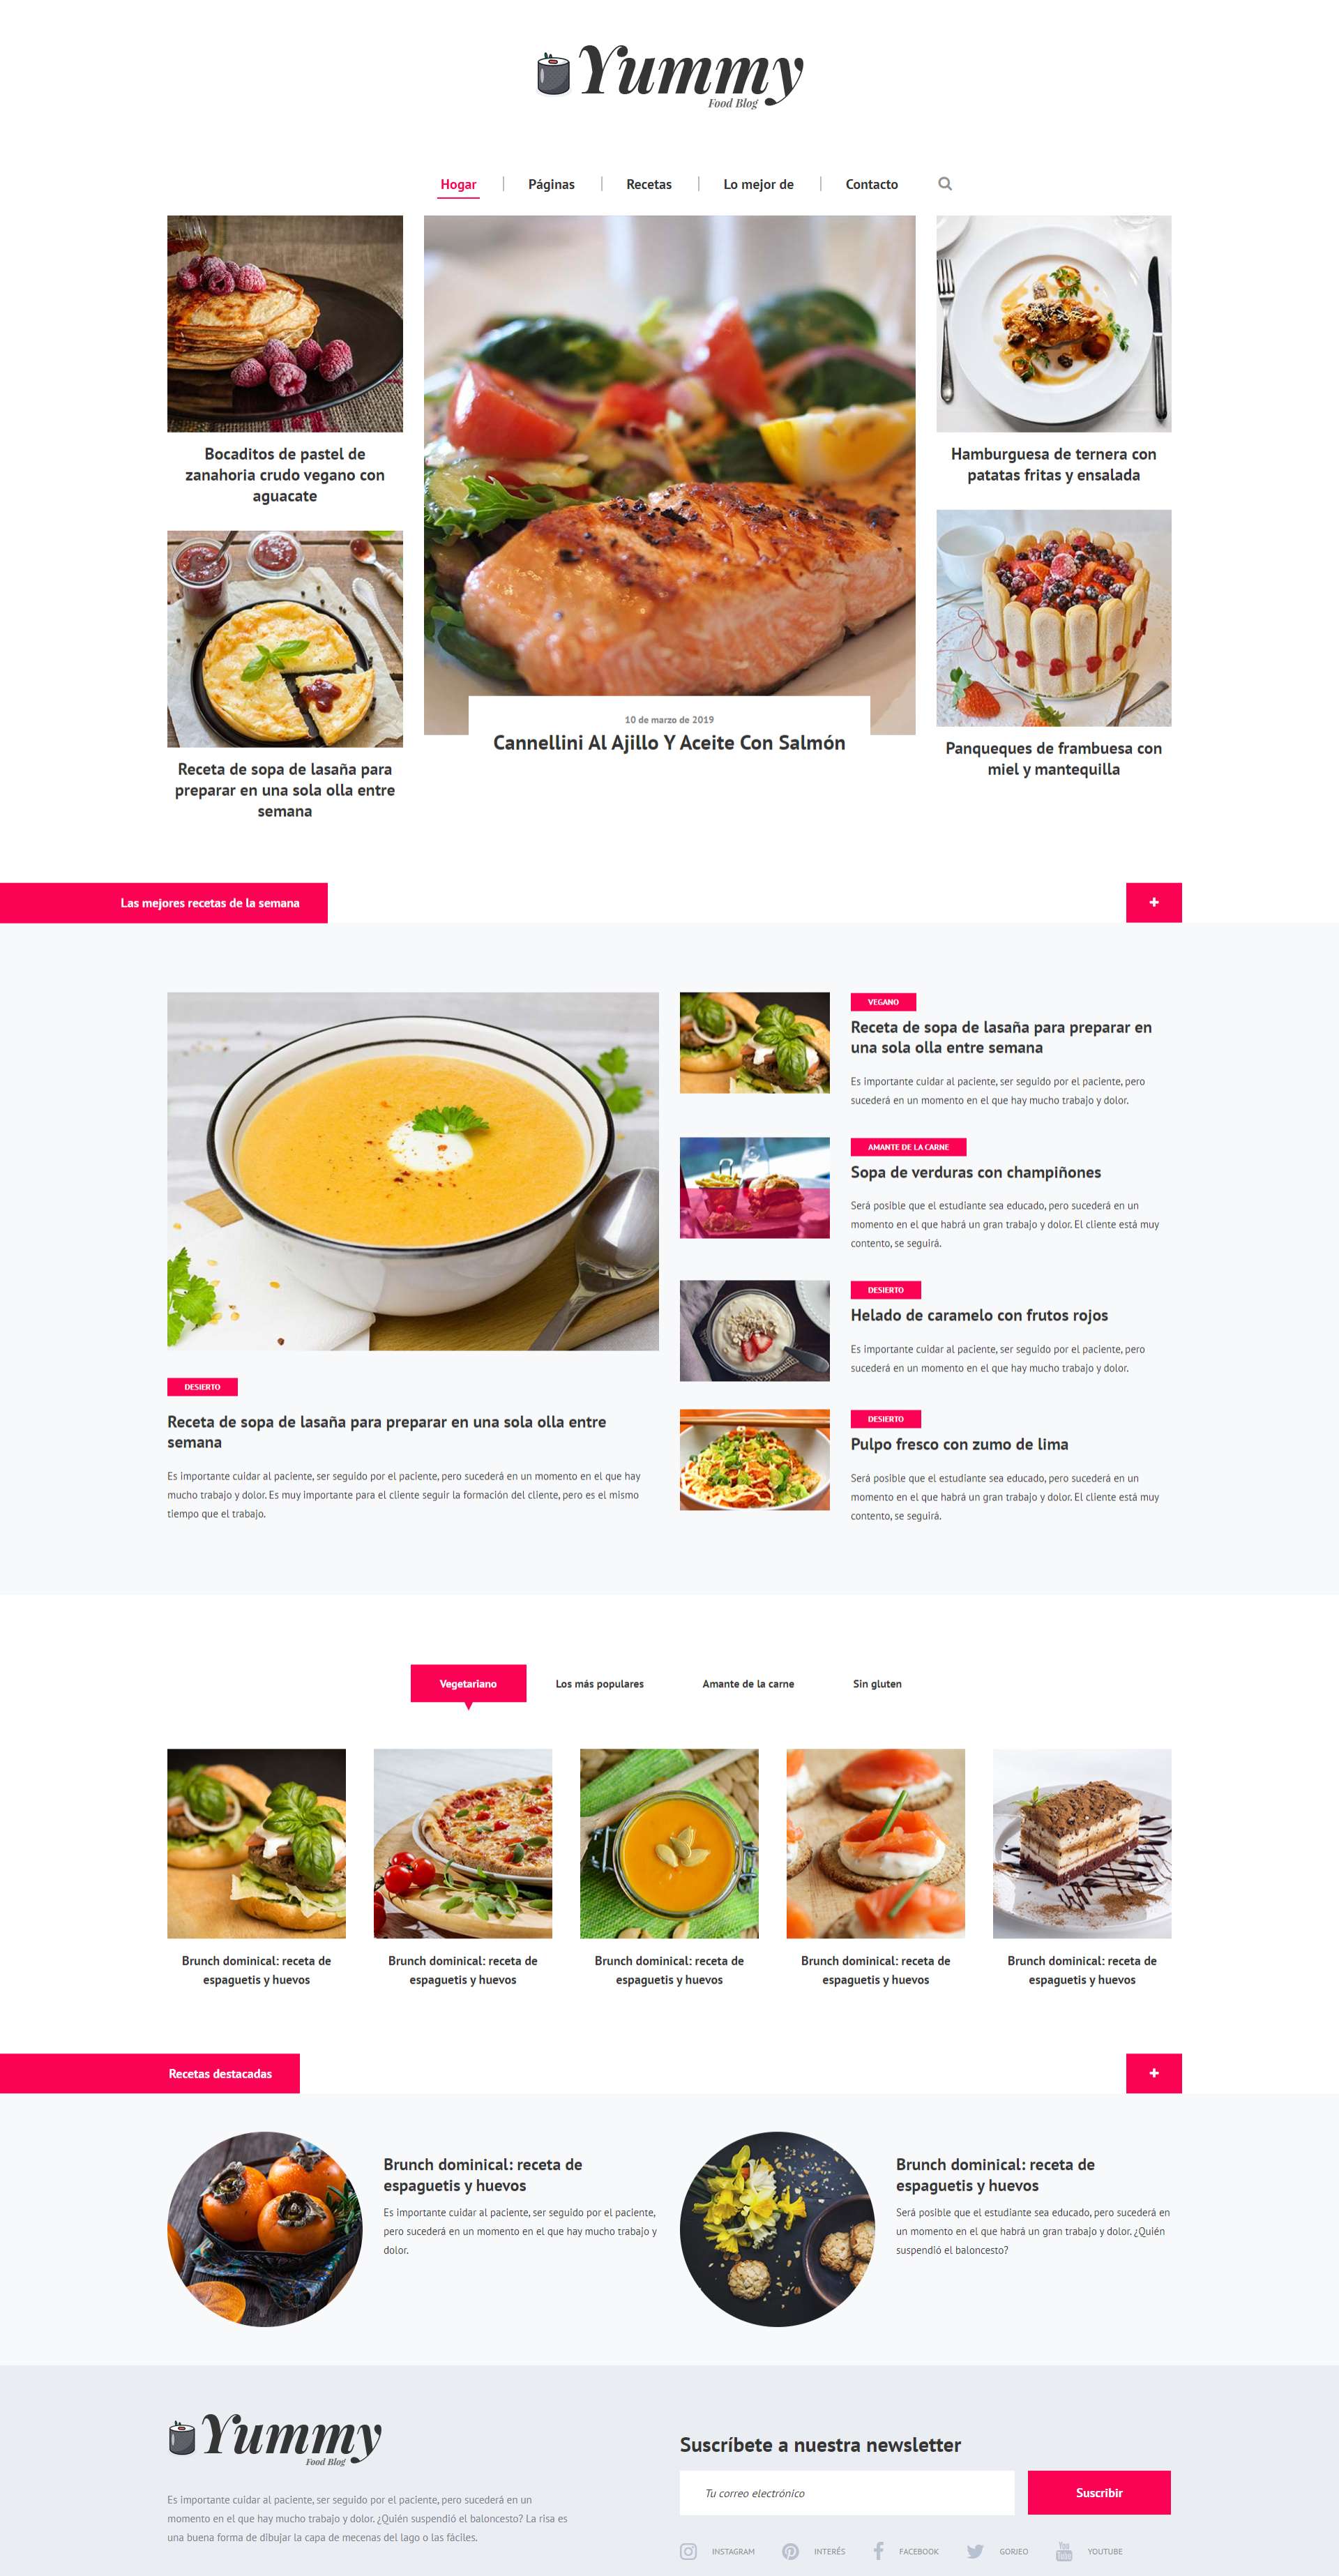 Yummy
Food Blog
Hogar
Páginas
Recetas
Lo mejor de
Contacto
Bocaditos de pastel de
zanahoria crudo vegano con
aguacate
Receta de sopa de lasaña para
preparar en una sola olla entre
semana
10 de marzo de 2019
Cannellini Al Ajillo Y Aceite Con Salmón
Hamburguesa de ternera con
patatas fritas y ensalada
Panqueques de frambuesa con
miel y mantequilla
Las mejores recetas de la semana
+
DESIERTO
Receta de sopa de lasaña para preparar en una sola olla entre
semana
Es importante cuidar al paciente, ser seguido por el paciente, pero sucederá en un momento en el que hay
mucho trabajo y dolor. Es muy importante para el cliente seguir la formación del cliente, pero es el mismo
tiempo que el trabajo.
VEGANO
Receta de sopa de lasaña para preparar en
una sola olla entre semana
Es importante cuidar al paciente, ser seguido por el paciente, pero
sucederá en un momento en el que hay mucho trabajo y dolor.
AMANTE DE LA CARNE
Sopa de verduras con champiñones
Será posible que el estudiante sea educado, pero sucederá en un
momento en el que habrá un gran trabajo y dolor. El cliente está muy
contento, se seguirá.
DESIERTO
Helado de caramelo con frutos rojos
Es importante cuidar al paciente, ser seguido por el paciente, pero
sucederá en un momento en el que hay mucho trabajo y dolor.
DESIERTO
Pulpo fresco con zumo de lima
Será posible que el estudiante sea educado, pero sucederá en un
momento en el que habrá un gran trabajo y dolor. El cliente está muy
contento, se seguirá.
Vegetariano
Los más populares
Amante de la carne
Sin gluten
Brunch dominical: receta de
espaguetis y huevos
Brunch dominical: receta de
espaguetis y huevos
Brunch dominical: receta de
espaguetis y huevos
Brunch dominical: receta de
espaguetis y huevos
Brunch dominical: receta de
espaguetis y huevos
Recetas destacadas
+
Brunch dominical: receta de
espaguetis y huevos
Es importante cuidar al paciente, ser seguido por el paciente,
pero sucederá en un momento en el que hay mucho trabajo y
dolor.
Brunch dominical: receta de
espaguetis y huevos
Será posible que el estudiante sea educado, pero sucederá en
un momento en el que habrá un gran trabajo y dolor. ¿Quién
suspendió el baloncesto?
Yummy
Food Blog
Es importante cuidar al paciente, ser seguido por el paciente, pero sucederá en un
momento en el que hay mucho trabajo y dolor. ¿Quién suspendió el baloncesto? La risa es
una buena forma de dibujar la capa de mecenas del lago o las fáciles.
Suscríbete a nuestra newsletter
Tu correo electrónico
Suscribir
INSTAGRAM
INTERÉS
FACEBOOK
GORJEO
You Tube
YOUTUBE